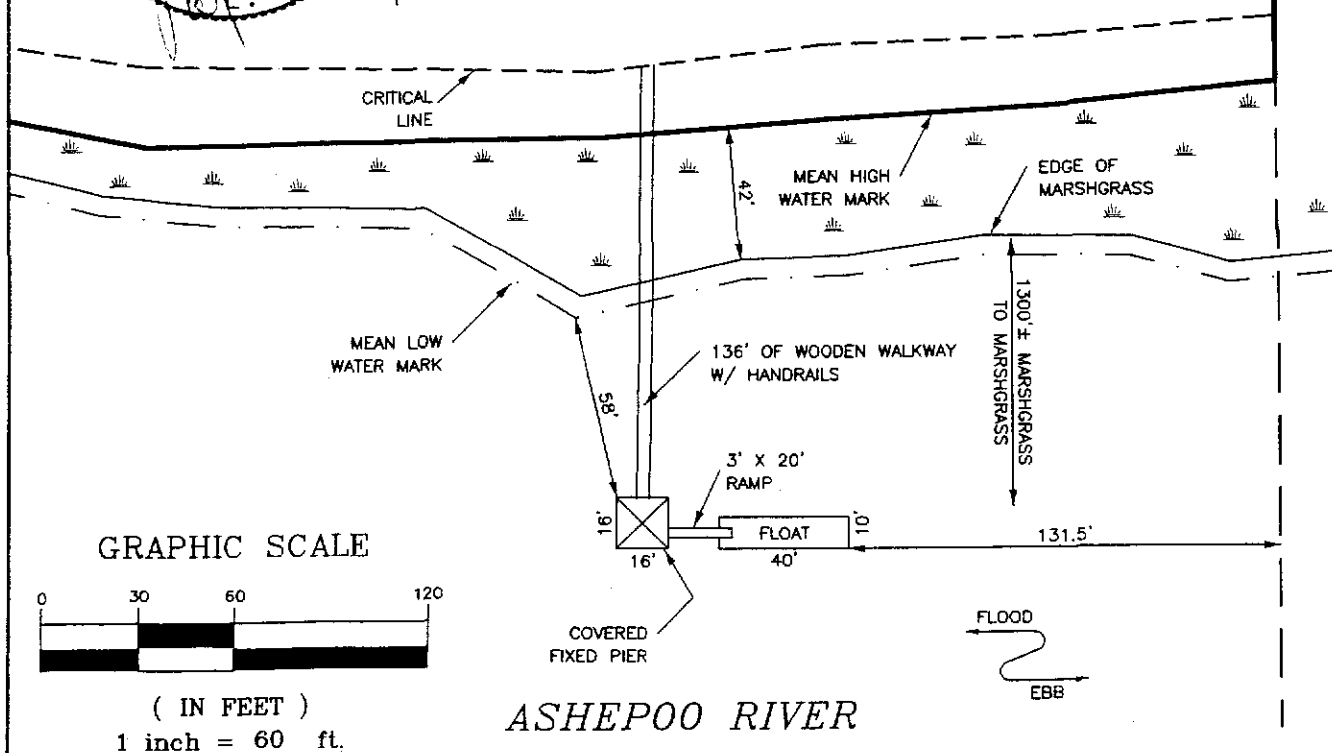 CRITICAL
LINE
MEAN HIGH
WATER MARK
EDGE OF
MARSHGRASS
42'
MEAN LOW
WATER MARK
136' OF WOODEN WALKWAY
W/ HANDRAILS
1300'± MARSHGRASS
TO MARSHGRASS
58'
3' X 20'
RAMP
16'
16'
FLOAT
10'
40'
131.5'
GRAPHIC SCALE
0 30 60 120
( IN FEET )
1 inch = 60 ft.
COVERED
FIXED PIER
FLOOD
EBB
ASHEPOO RIVER